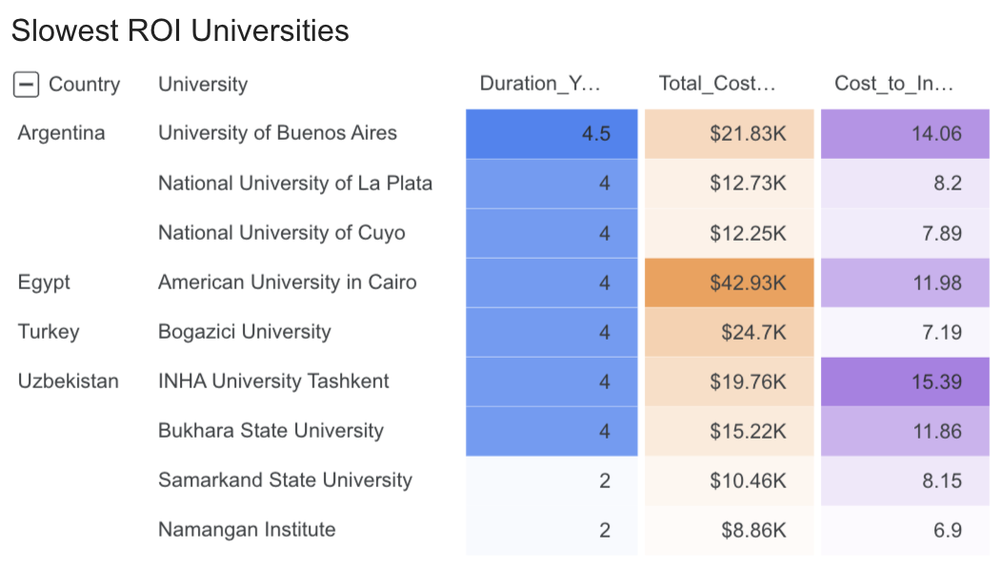 Slowest ROI Universities
Country University Duration_Y... Total_Cost... Cost_to_In...
Argentina University of Buenos Aires 4.5 $21.83K 14.06
National University of La Plata 4 $12.73K 8.2
National University of Cuyo 4 $12.25K 7.89
Egypt American University in Cairo 4 $42.93K 11.98
Turkey Bogazici University 4 $24.7K 7.19
Uzbekistan INHA University Tashkent 4 $19.76K 15.39
Bukhara State University 4 $15.22K 11.86
Samarkand State University 2 $10.46K 8.15
Namangan Institute 2 $8.86K 6.9